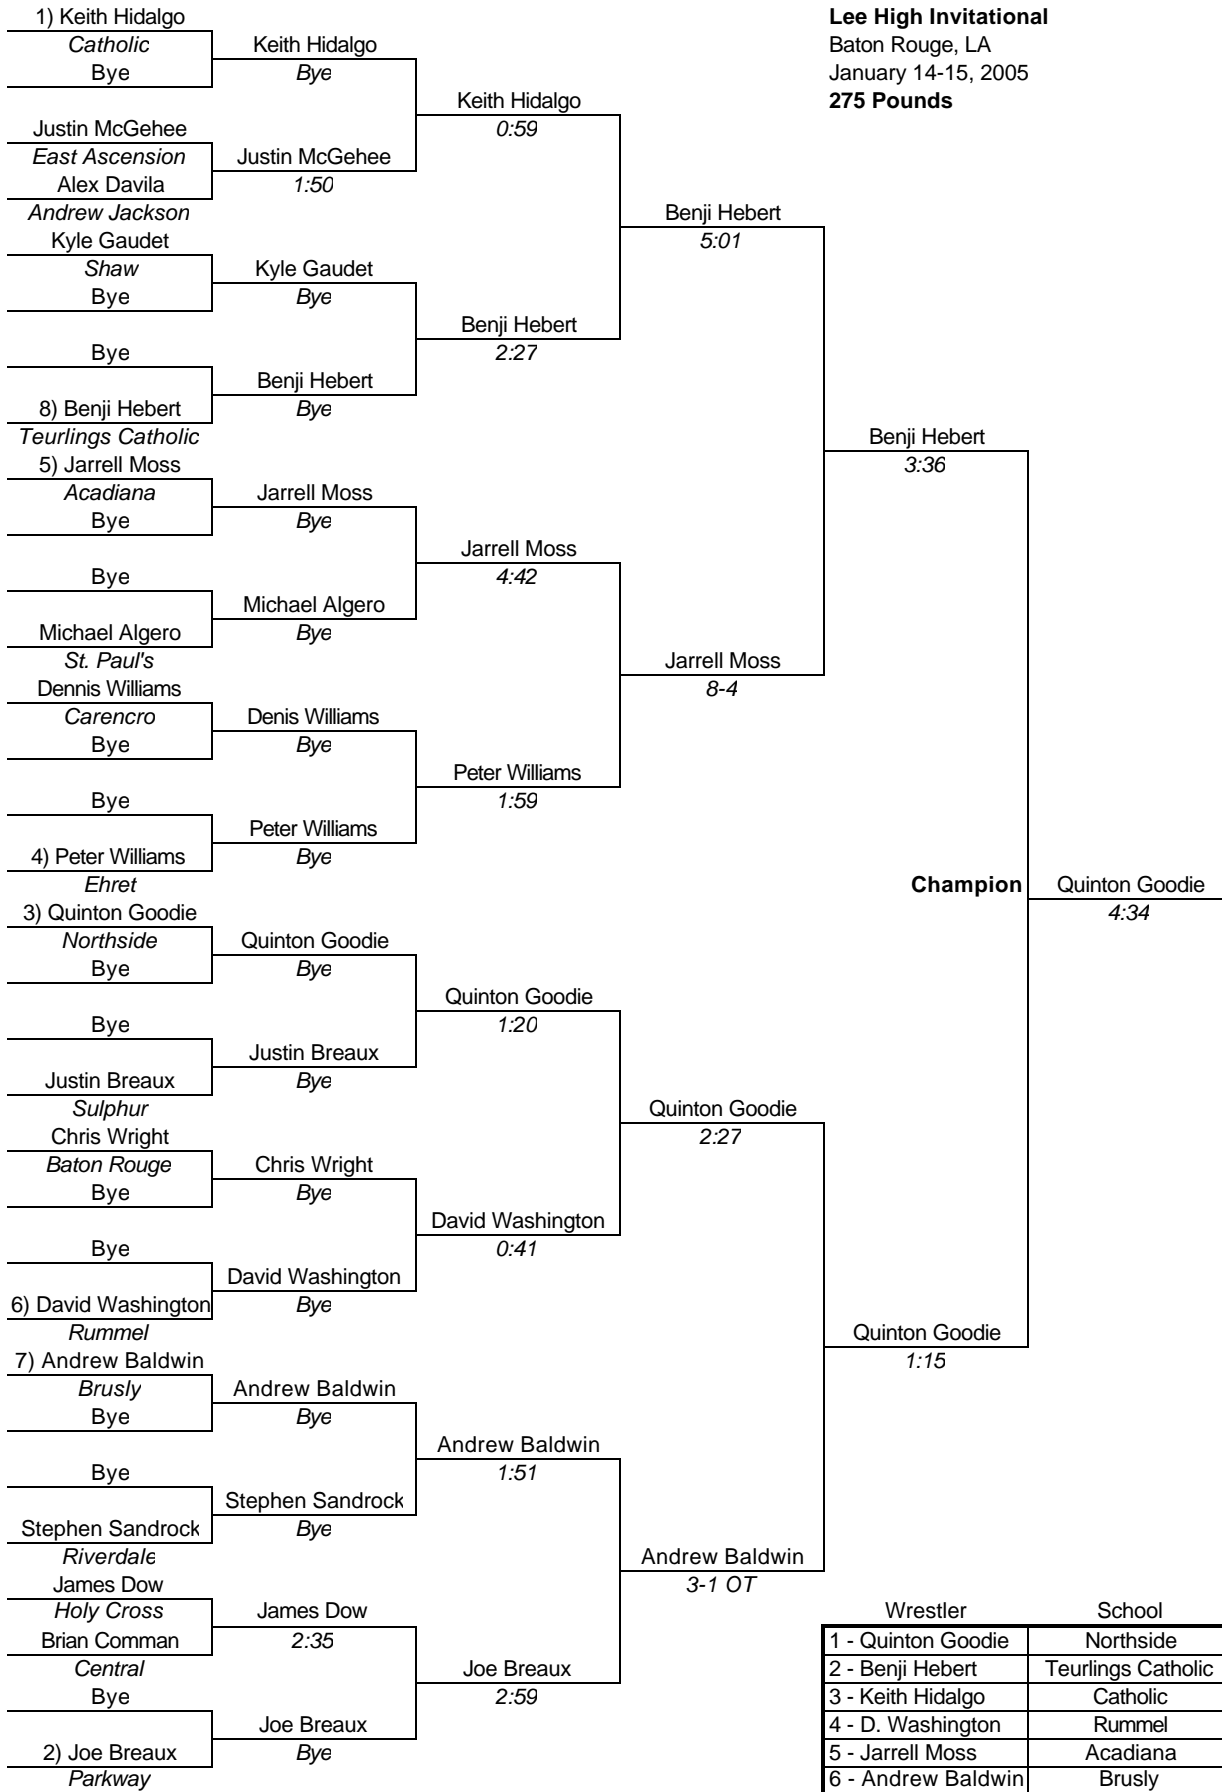 Lee High Invitational
Baton Rouge, LA
January 14-15, 2005
275 Pounds
1) Keith Hidalgo
Catholic
Bye
Justin McGehee
East Ascension
Alex Davila
Andrew Jackson
Kyle Gaudet
Shaw
Bye
Bye
8) Benji Hebert
Teurlings Catholic
5) Jarrell Moss
Acadiana
Bye
Bye
Michael Algero
St. Paul's
Dennis Williams
Carencro
Bye
Bye
4) Peter Williams
Ehret
3) Quinton Goodie
Northside
Bye
Bye
Justin Breaux
Sulphur
Chris Wright
Baton Rouge
Bye
Bye
6) David Washington
Rummel
7) Andrew Baldwin
Brusly
Bye
Bye
Stephen Sandrock
Riverdale
James Dow
Holy Cross
Brian Comman
Central
Bye
2) Joe Breaux
Parkway
Keith Hidalgo
Bye
Justin McGehee
1:50
Kyle Gaudet
Bye
Benji Hebert
Bye
Jarrell Moss
Bye
Michael Algero
Bye
Denis Williams
Bye
Peter Williams
Bye
Quinton Goodie
Bye
Justin Breaux
Bye
Chris Wright
Bye
David Washington
Bye
Andrew Baldwin
Bye
Stephen Sandrock
Bye
James Dow
2:35
Joe Breaux
Bye
Keith Hidalgo
0:59
Benji Hebert
2:27
Jarrell Moss
4:42
Peter Williams
1:59
Quinton Goodie
1:20
David Washington
0:41
Andrew Baldwin
1:51
Joe Breaux
2:59
Benji Hebert
5:01
Jarrell Moss
8-4
Quinton Goodie
2:27
Andrew Baldwin
3-1 OT
Benji Hebert
3:36
Quinton Goodie
1:15
Champion
Quinton Goodie
4:34
Wrestler School
1 - Quinton Goodie Northside
2 - Benji Hebert Teurlings Catholic
3 - Keith Hidalgo Catholic
4 - D. Washington Rummel
5 - Jarrell Moss Acadiana
6 - Andrew Baldwin Brusly